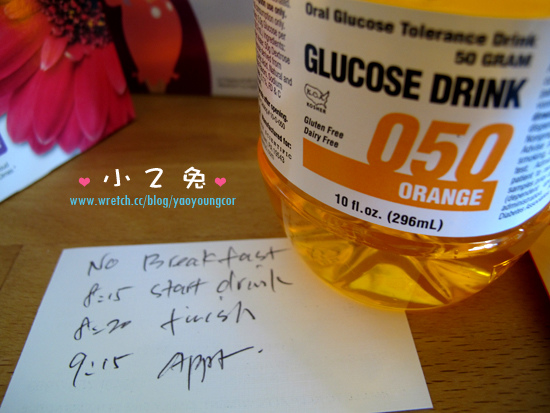 Oral Glucose Tolerance Drink
50 GRAM
GLUCOSE DRINK
K.C.
KOSHER
Gluten Free
Dairy Free
050
ORANGE
10 fl.oz. (296mL)
小乙兔
www.wretch.cc/blog/yaoyoungcor
No Breakfast
8:15 start drink
8:20 finish
9:15 Appt.